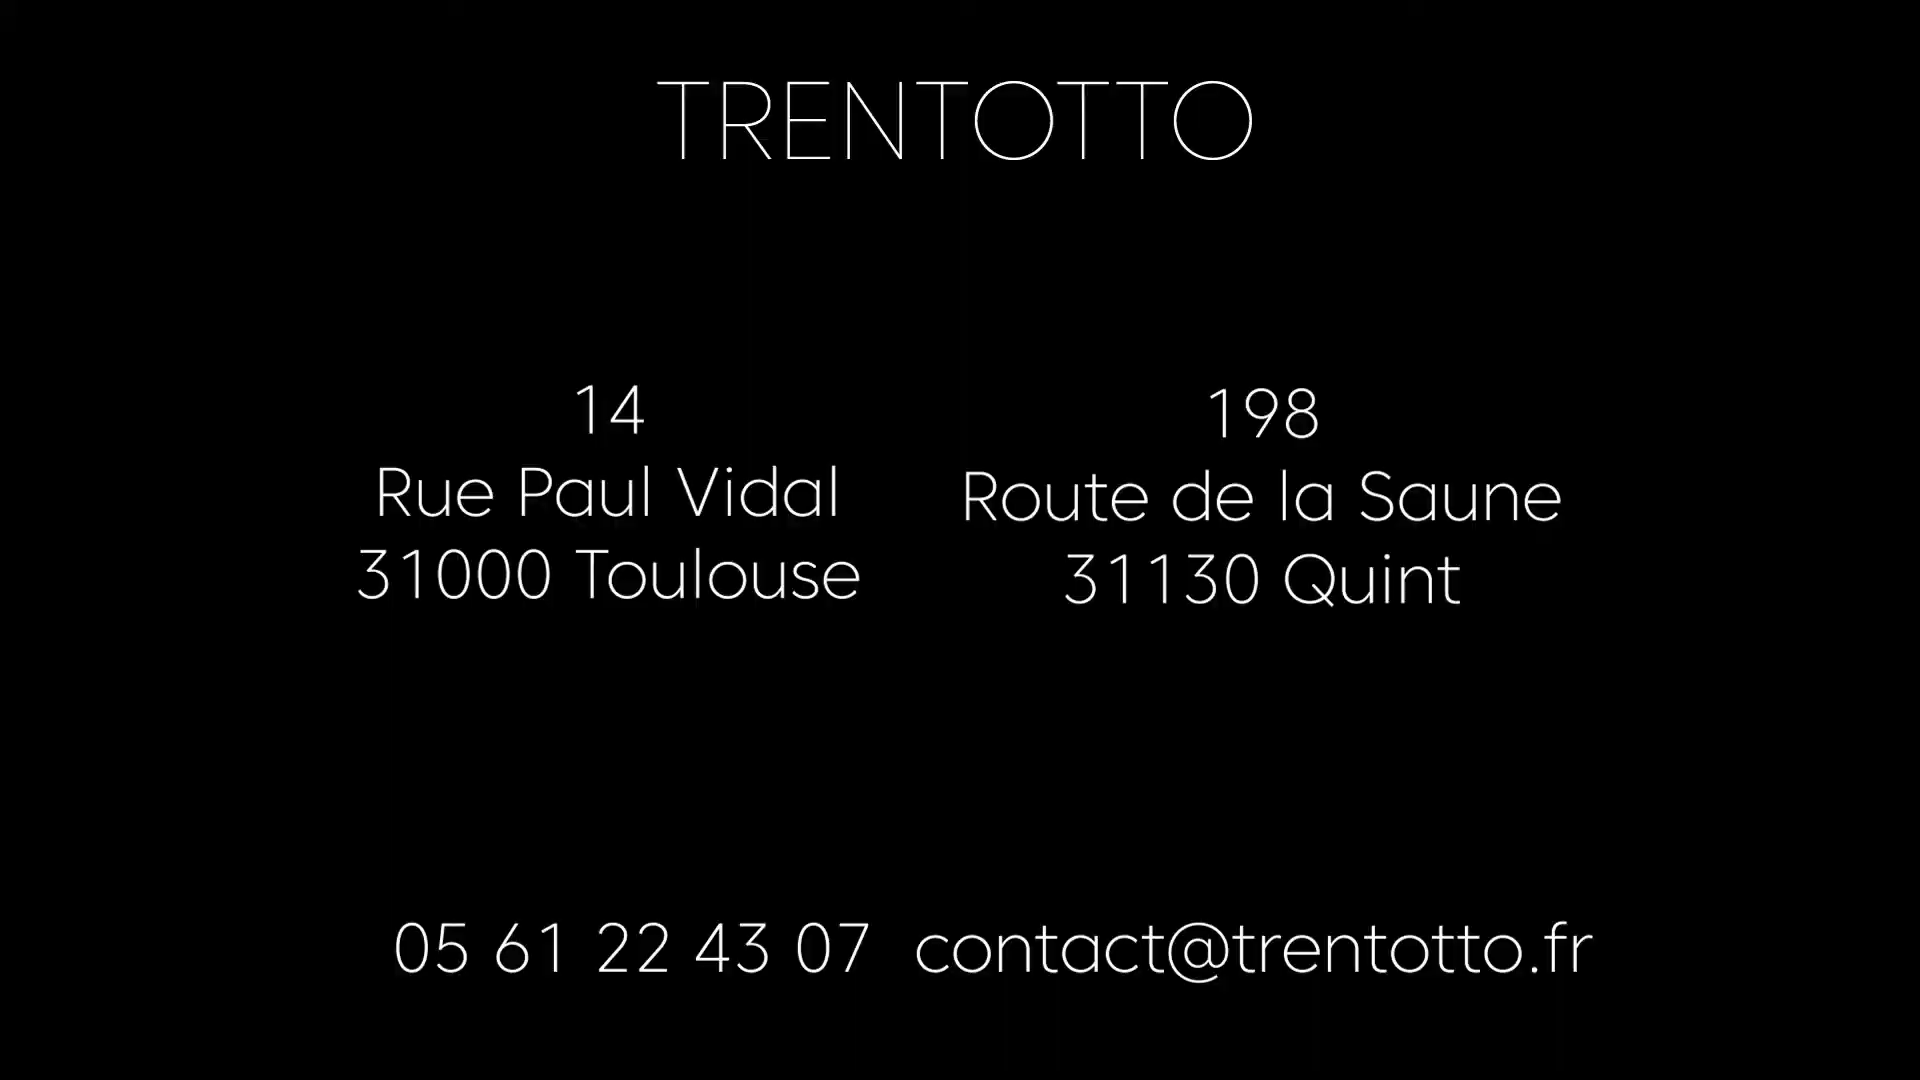 TRENTOTTO
14
Rue Paul Vidal
31000 Toulouse
198
Route de la Saune
31130 Quint
05 61 22 43 07 contact@trentotto.fr